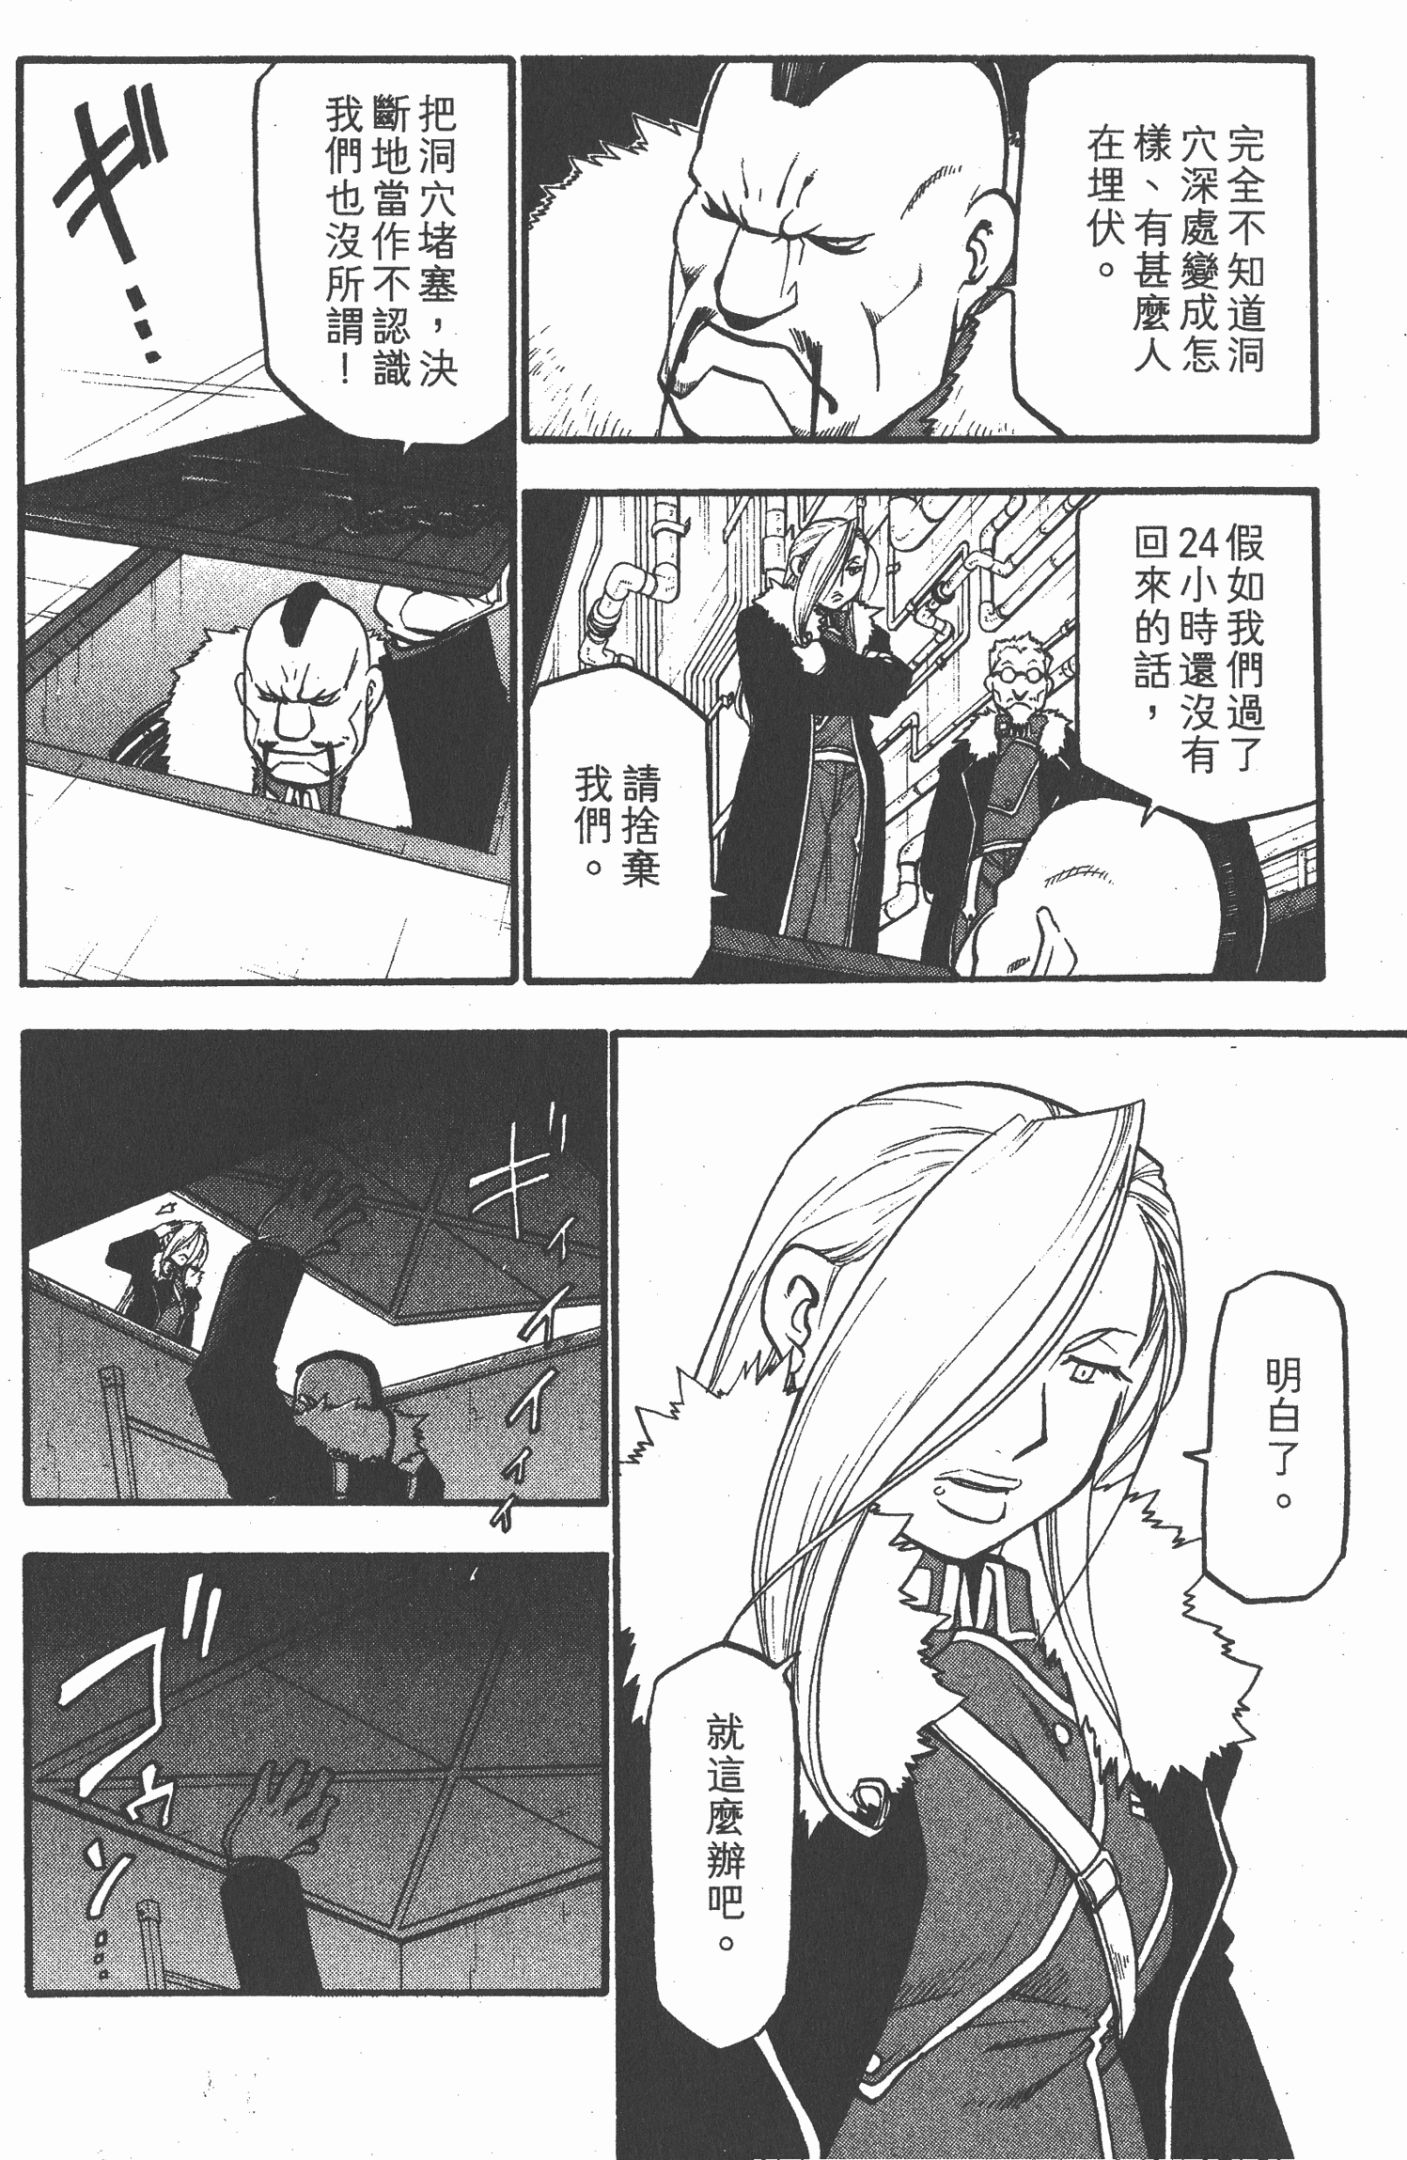 完全不知道洞
穴深處變成怎
樣、有甚麼人
在埋伏。
假如我們過了
24小時還沒有
回來的話，
請捨棄
我們。
把洞穴堵塞，決
斷地當作不認識
我們也沒所謂！
ギ…
明白了。
就這麼辦吧。
ギイイイイ
ゴゥン…